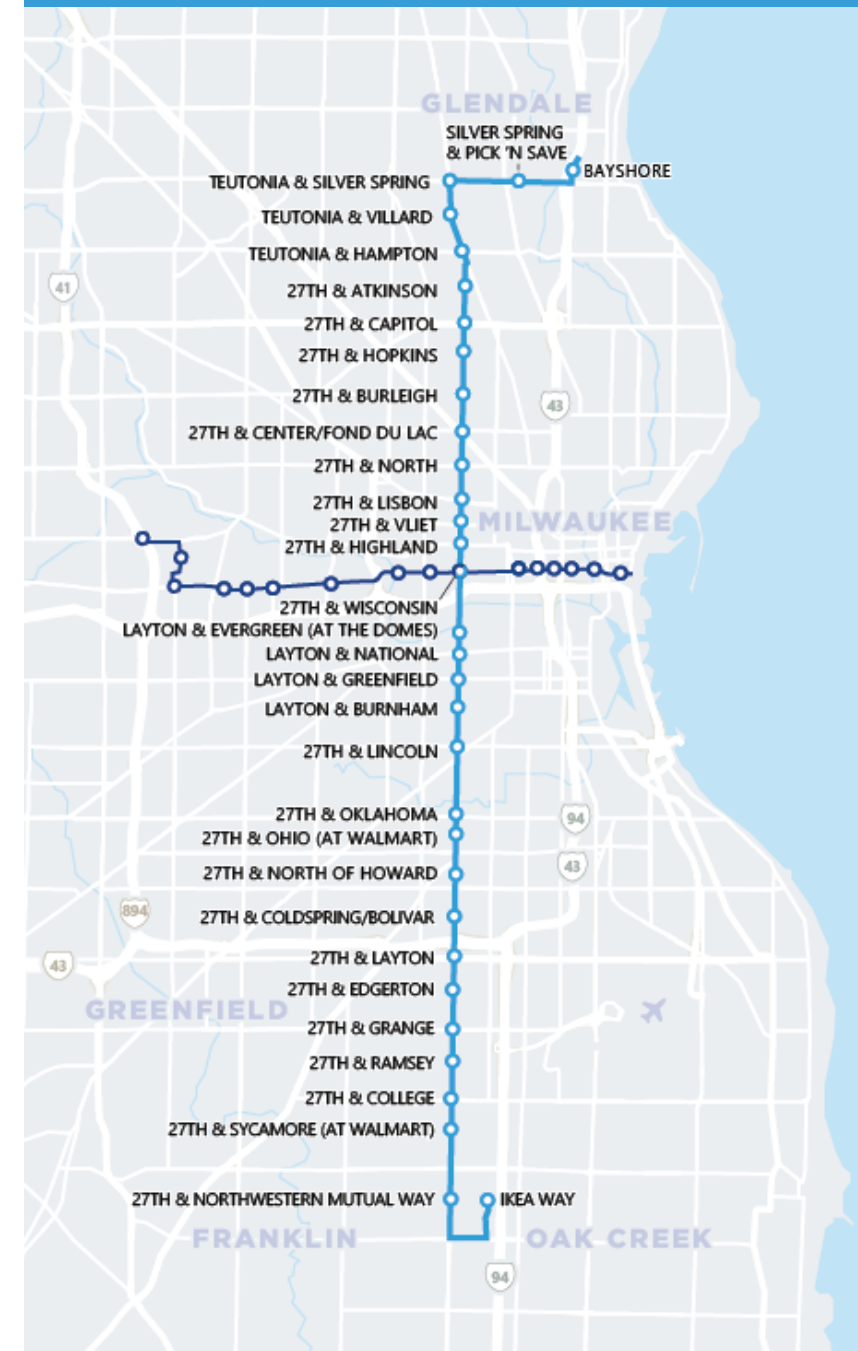 GLENDALE
SILVER SPRING
& PICK 'N SAVE
BAYSHORE
TEUTONIA & SILVER SPRING
TEUTONIA & VILLARD
TEUTONIA & HAMPTON
27TH & ATKINSON
41
27TH & CAPITOL
27TH & HOPKINS
27TH & BURLEIGH
43
27TH & CENTER/FOND DU LAC
27TH & NORTH
27TH & LISBON
27TH & VLIET
MILWAUKEE
27TH & HIGHLAND
27TH & WISCONSIN
LAYTON & EVERGREEN (AT THE DOMES)
LAYTON & NATIONAL
LAYTON & GREENFIELD
LAYTON & BURNHAM
27TH & LINCOLN
27TH & OKLAHOMA
94
27TH & OHIO (AT WALMART)
43
27TH & NORTH OF HOWARD
894
27TH & COLDSPRING/BOLIVAR
27TH & LAYTON
43
27TH & EDGERTON
GREENFIELD
27TH & GRANGE
27TH & RAMSEY
27TH & COLLEGE
27TH & SYCAMORE (AT WALMART)
27TH & NORTHWESTERN MUTUAL WAY
IKEA WAY
FRANKLIN
OAK CREEK
94